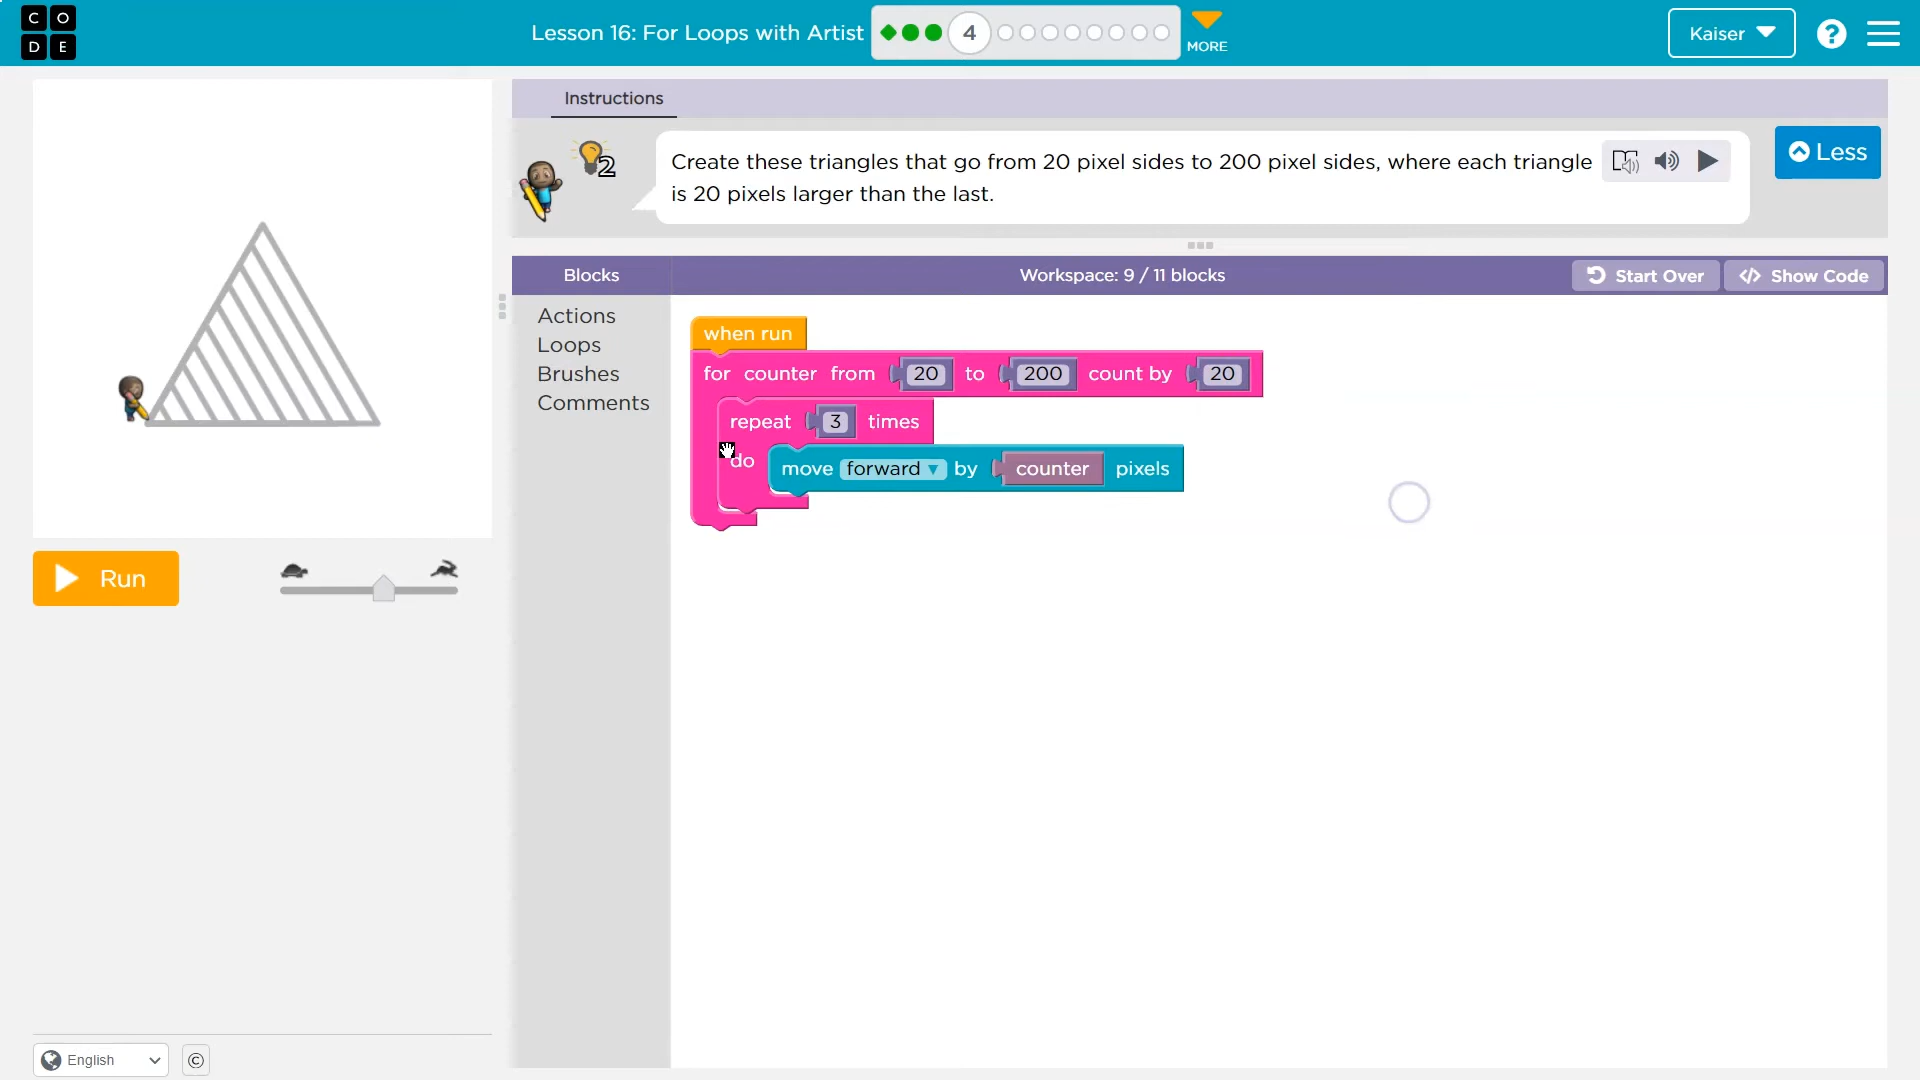 C O
D E
Lesson 16: For Loops with Artist
4
MORE
Kaiser
?
Instructions
2
Create these triangles that go from 20 pixel sides to 200 pixel sides, where each triangle
is 20 pixels larger than the last.
Less
Blocks
Workspace: 9 / 11 blocks
Start Over
</> Show Code
Actions
Loops
Brushes
Comments
when run
for counter from 20 to 200 count by 20
repeat 3 times
do
move forward ▼ by counter pixels
Run
English
©